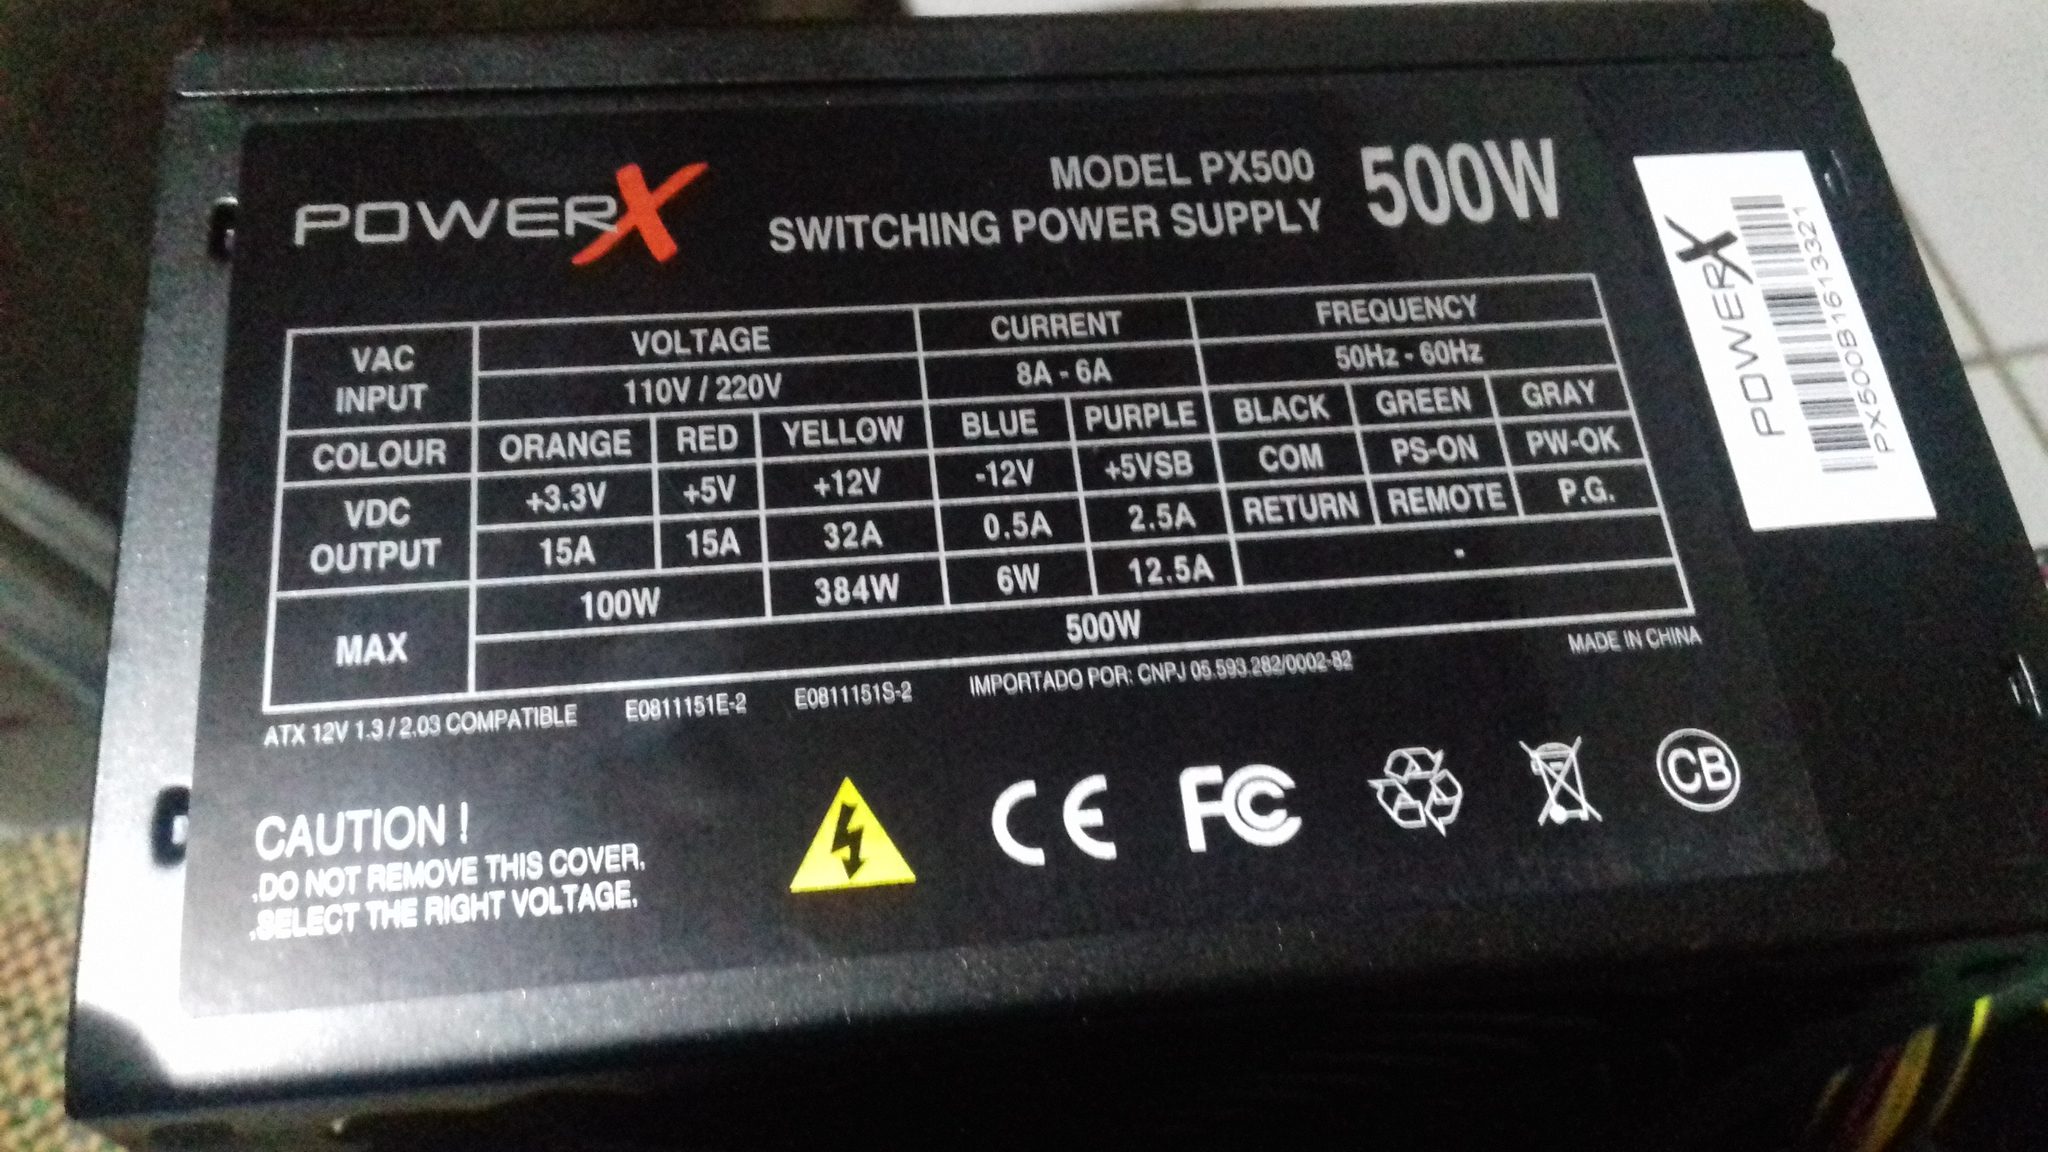 POWERX
MODEL PX500
SWITCHING POWER SUPPLY
500W
VAC INPUT VOLTAGE CURRENT FREQUENCY
110V / 220V 8A - 6A 50Hz - 60Hz
COLOUR ORANGE RED YELLOW BLUE PURPLE BLACK GREEN GRAY
VDC OUTPUT +3.3V +5V +12V -12V +5VSB COM PS-ON PW-OK
15A 15A 32A 0.5A 2.5A RETURN REMOTE P.G.
MAX 100W 384W 6W 12.5A -
500W
ATX 12V 1.3 / 2.03 COMPATIBLE E0811151E-2 E0811151S-2 IMPORTADO POR: CNPJ 05.593.282/0002-82 MADE IN CHINA
CAUTION !
.DO NOT REMOVE THIS COVER,
.SELECT THE RIGHT VOLTAGE,
CE FC CB
POWERX
PX500B1613321